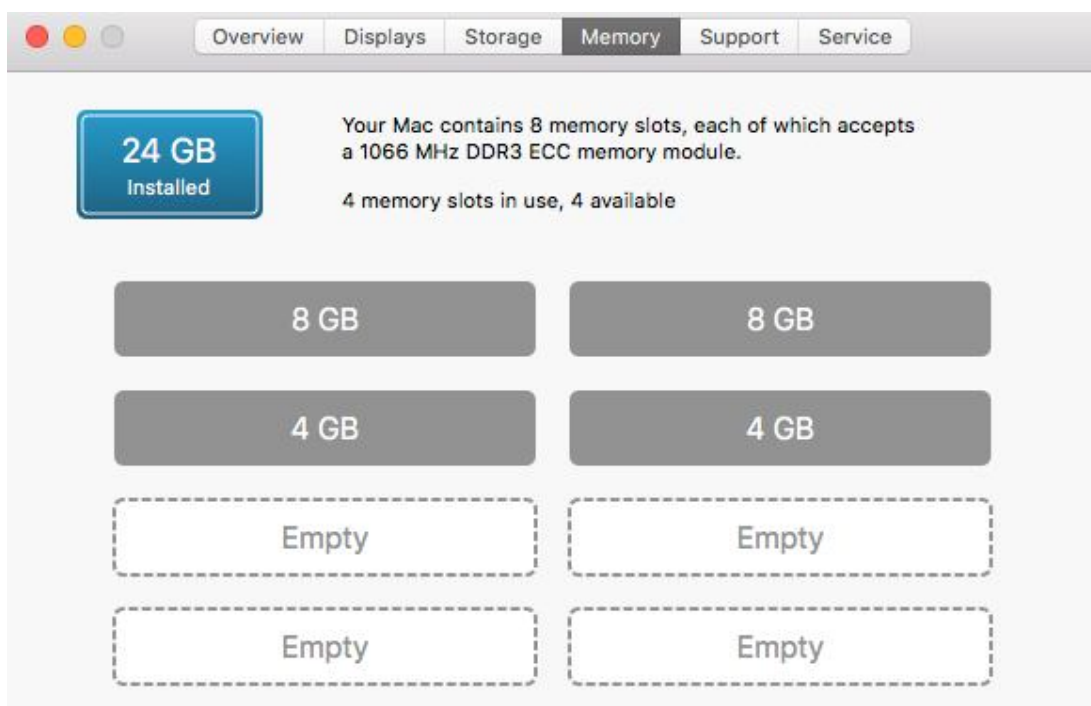 Overview Displays Storage Memory Support Service
24 GB
Installed
Your Mac contains 8 memory slots, each of which accepts
a 1066 MHz DDR3 ECC memory module.
4 memory slots in use, 4 available
8 GB 8 GB
4 GB 4 GB
Empty Empty
Empty Empty